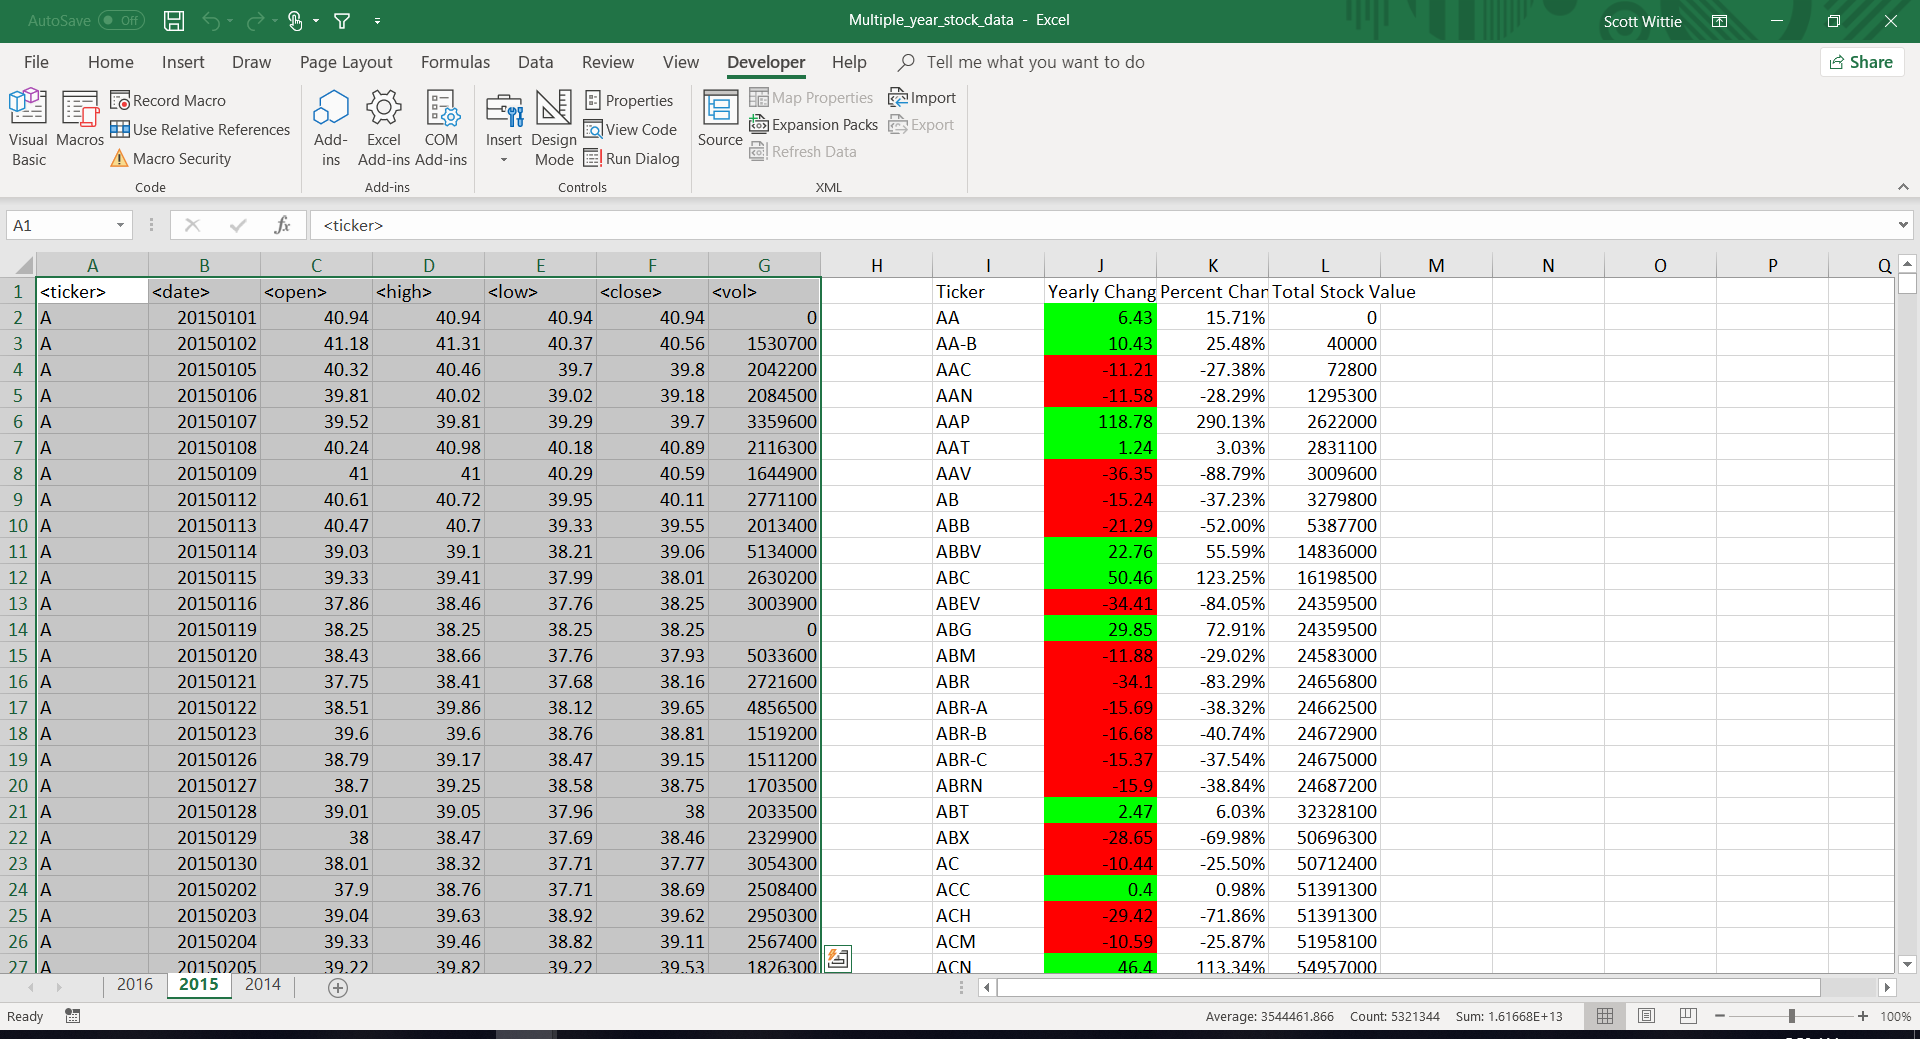 AutoSave Off Multiple_year_stock_data - Excel Scott Wittie
File Home Insert Draw Page Layout Formulas Data Review View Developer Help Tell me what you want to do Share
Visual Basic Macros Record Macro Use Relative References Macro Security
Code
Add-ins Excel Add-ins COM Add-ins
Add-ins
Insert Design Mode Properties View Code Run Dialog
Controls
Source Map Properties Expansion Packs Refresh Data Import Export
XML
A1 fx <ticker>
A B C D E F G H I J K L M N O P Q
1 <ticker> <date> <open> <high> <low> <close> <vol> Ticker Yearly Chang Percent Chan Total Stock Value
2 A 20150101 40.94 40.94 40.94 40.94 0 AA 6.43 15.71% 0
3 A 20150102 41.18 41.31 40.37 40.56 1530700 AA-B 10.43 25.48% 40000
4 A 20150105 40.32 40.46 39.7 39.8 2042200 AAC -11.21 -27.38% 72800
5 A 20150106 39.81 40.02 39.02 39.18 2084500 AAN -11.58 -28.29% 1295300
6 A 20150107 39.52 39.81 39.29 39.7 3359600 AAP 118.78 290.13% 2622000
7 A 20150108 40.24 40.98 40.18 40.89 2116300 AAT 1.24 3.03% 2831100
8 A 20150109 41 41 40.29 40.59 1644900 AAV -36.35 -88.79% 3009600
9 A 20150112 40.61 40.72 39.95 40.11 2771100 AB -15.24 -37.23% 3279800
10 A 20150113 40.47 40.7 39.33 39.55 2013400 ABB -21.29 -52.00% 5387700
11 A 20150114 39.03 39.1 38.21 39.06 5134000 ABBV 22.76 55.59% 14836000
12 A 20150115 39.33 39.41 37.99 38.01 2630200 ABC 50.46 123.25% 16198500
13 A 20150116 37.86 38.46 37.76 38.25 3003900 ABEV -34.41 -84.05% 24359500
14 A 20150119 38.25 38.25 38.25 38.25 0 ABG 29.85 72.91% 24359500
15 A 20150120 38.43 38.66 37.76 37.93 5033600 ABM -11.88 -29.02% 24583000
16 A 20150121 37.75 38.41 37.68 38.16 2721600 ABR -34.1 -83.29% 24656800
17 A 20150122 38.51 39.86 38.12 39.65 4856500 ABR-A -15.69 -38.32% 24662500
18 A 20150123 39.6 39.6 38.76 38.81 1519200 ABR-B -16.68 -40.74% 24672900
19 A 20150126 38.79 39.17 38.47 39.15 1511200 ABR-C -15.37 -37.54% 24675000
20 A 20150127 38.7 39.25 38.58 38.75 1703500 ABRN -15.9 -38.84% 24687200
21 A 20150128 39.01 39.05 37.96 38 2033500 ABT 2.47 6.03% 32328100
22 A 20150129 38 38.47 37.69 38.46 2329900 ABX -28.65 -69.98% 50696300
23 A 20150130 38.01 38.32 37.71 37.77 3054300 AC -10.44 -25.50% 50712400
24 A 20150202 37.9 38.76 37.71 38.69 2508400 ACC 0.4 0.98% 51391300
25 A 20150203 39.04 39.63 38.92 39.62 2950300 ACH -29.42 -71.86% 51391300
26 A 20150204 39.33 39.46 38.82 39.11 2567400 ACM -10.59 -25.87% 51958100
27 A 20150205 39.22 39.82 39.22 39.53 1826300 ACN 46.4 113.34% 54957000
2016 2015 2014
Ready Average: 3544461.866 Count: 5321344 Sum: 1.61668E+13 100%